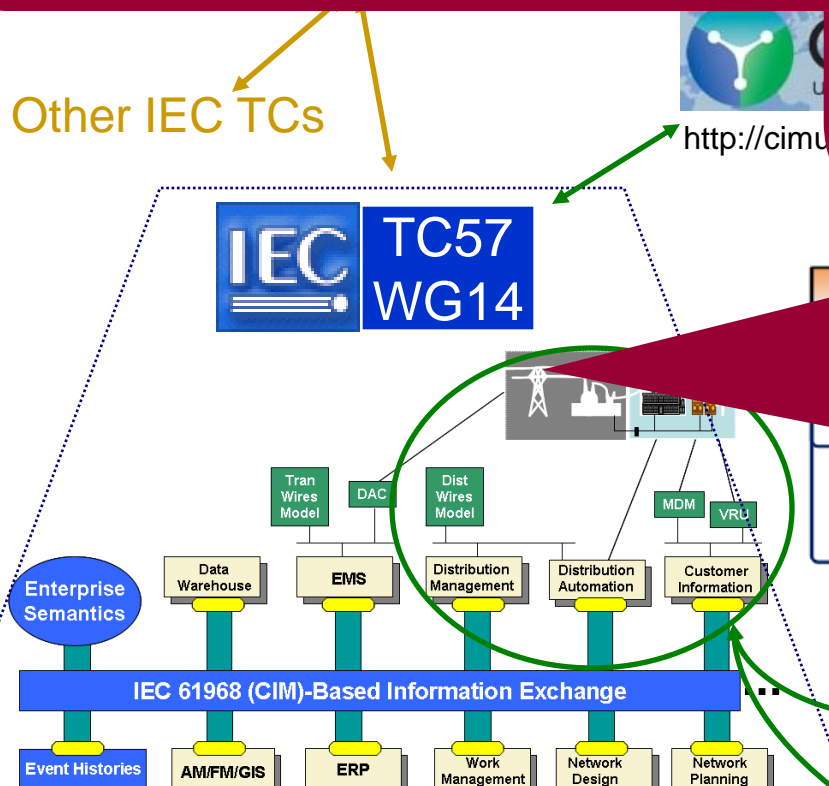 Other IEC TCs
http://cimu
IEC
TC57
WG14
Tran
Wires
Model
DAC
Dist
Wires
Model
MDM
VRU
Enterprise
Semantics
Data
Warehouse
EMS
Distribution
Management
Distribution
Automation
Customer
Information
IEC 61968 (CIM)-Based Information Exchange
...
Event Histories
AM/FM/GIS
ERP
Work
Management
Network
Design
Network
Planning